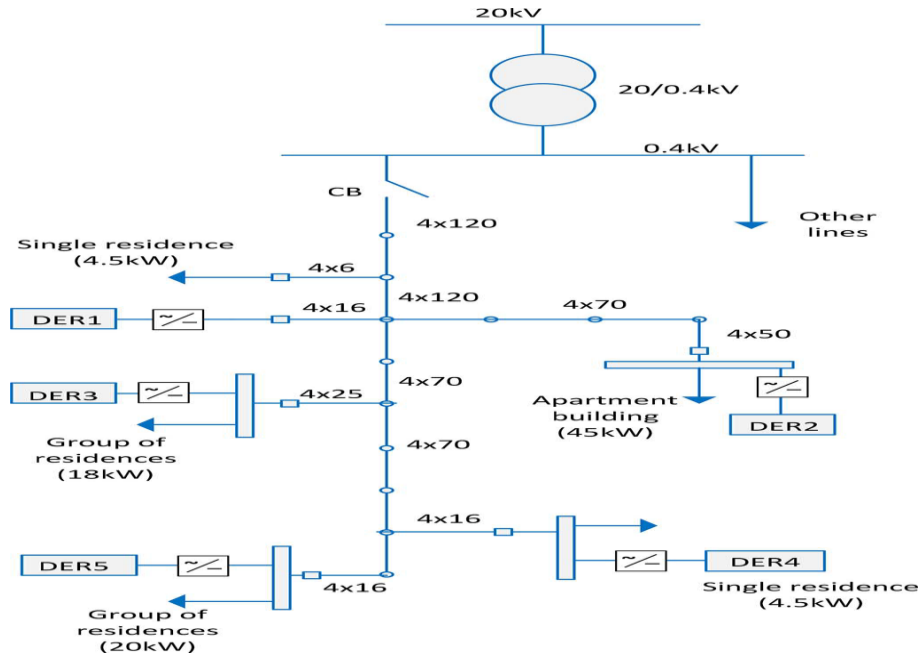 20kV
20/0.4kV
0.4kV
CB
Other
lines
4x120
Single residence
(4.5kW)
4x6
4x120
4x70
4x16
DER1
4x50
4x70
DER3
4x25
Apartment
building
(45kW)
DER2
Group of
residences
(18kW)
4x70
4x16
DER5
DER4
4x16
Single residence
(4.5kW)
Group of
residences
(20kW)